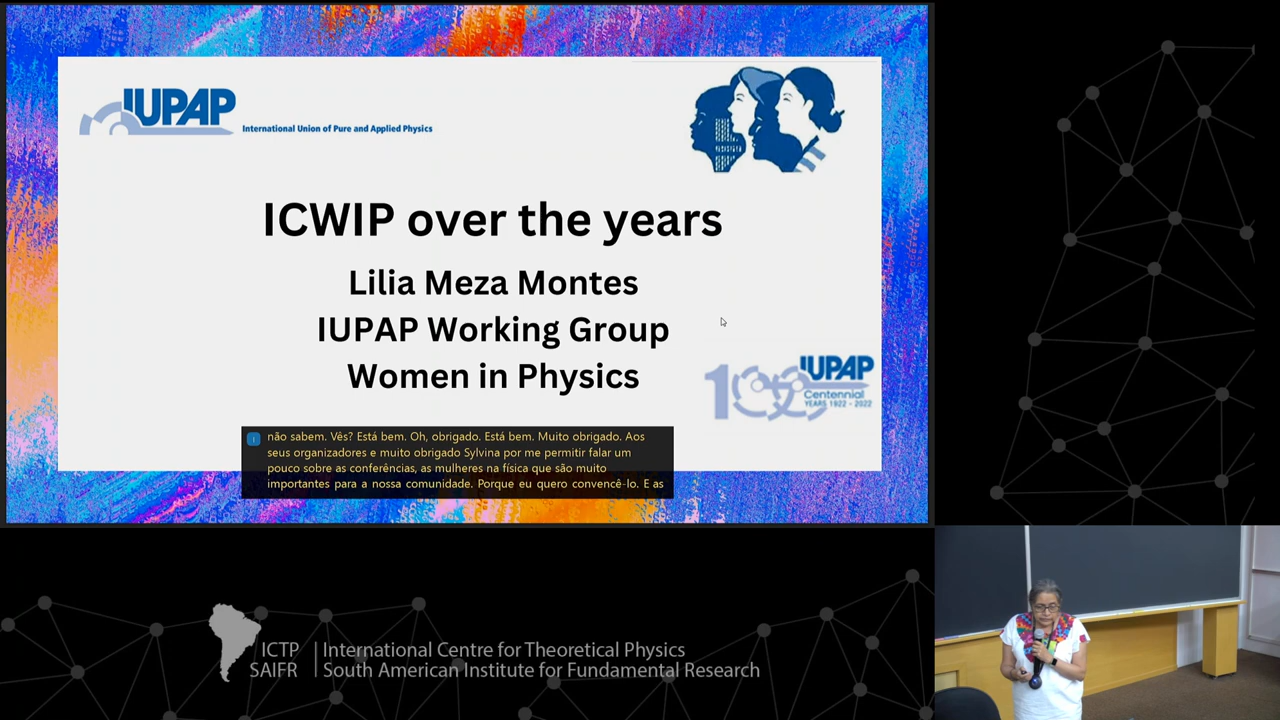 IUPAP
International Union of Pure and Applied Physics
ICWIP over the years
Lilia Meza Montes
IUPAP Working Group
Women in Physics
100 IUPAP
Centennial
YEARS 1922 - 2022
não sabem. Vês? Está bem. Oh, obrigado. Está bem. Muito obrigado. Aos
seus organizadores e muito obrigado Sylvina por me permitir falar um
pouco sobre as conferências, as mulheres na física que são muito
importantes para a nossa comunidade. Porque eu quero convencê-lo. E as
ICTP
SAIFR
International Centre for Theoretical Physics
South American Institute for Fundamental Research